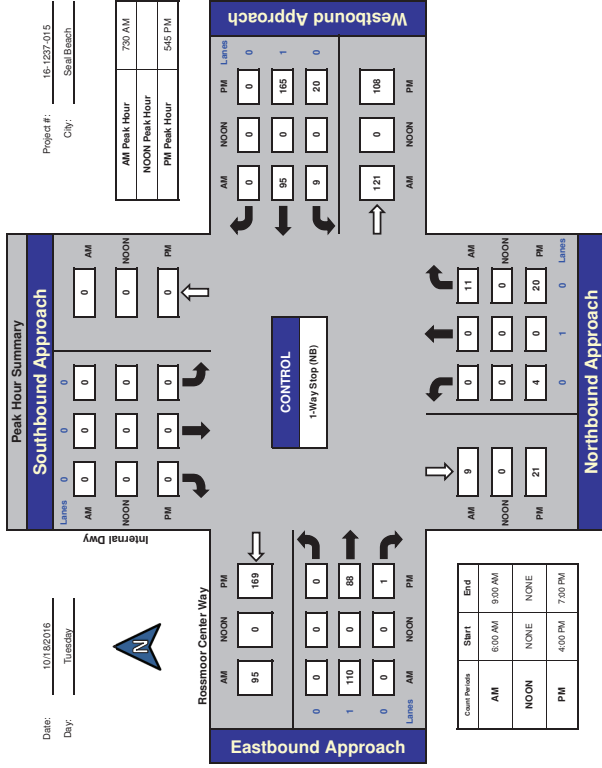 Peak Hour Summary
Date: 10/18/2016
Day: Tuesday
Project #: 16-1237-015
City: Seal Beach
N
AM Peak Hour 730 AM
NOON Peak Hour
PM Peak Hour 545 PM
Southbound Approach
Internal Dwy
Lanes 0 0 0
AM 0 0 0 0 AM
NOON 0 0 0 0 NOON
PM 0 0 0 0 PM
Westbound Approach
AM NOON PM Lanes
0 0 0 0
95 0 165 1
9 0 20 0
121 0 108
AM NOON PM
CONTROL
1-Way Stop (NB)
Rossmoor Center Way
AM NOON PM
95 0 169
Eastbound Approach
0 0 0 0
1 110 0 88
0 0 0 1
Lanes AM NOON PM
AM 9 0 0 11 AM
NOON 0 0 0 0 NOON
PM 21 4 0 20 PM
0 1 0 Lanes
Northbound Approach
Count Periods Start End
AM 6:00 AM 9:00 AM
NOON NONE NONE
PM 4:00 PM 7:00 PM